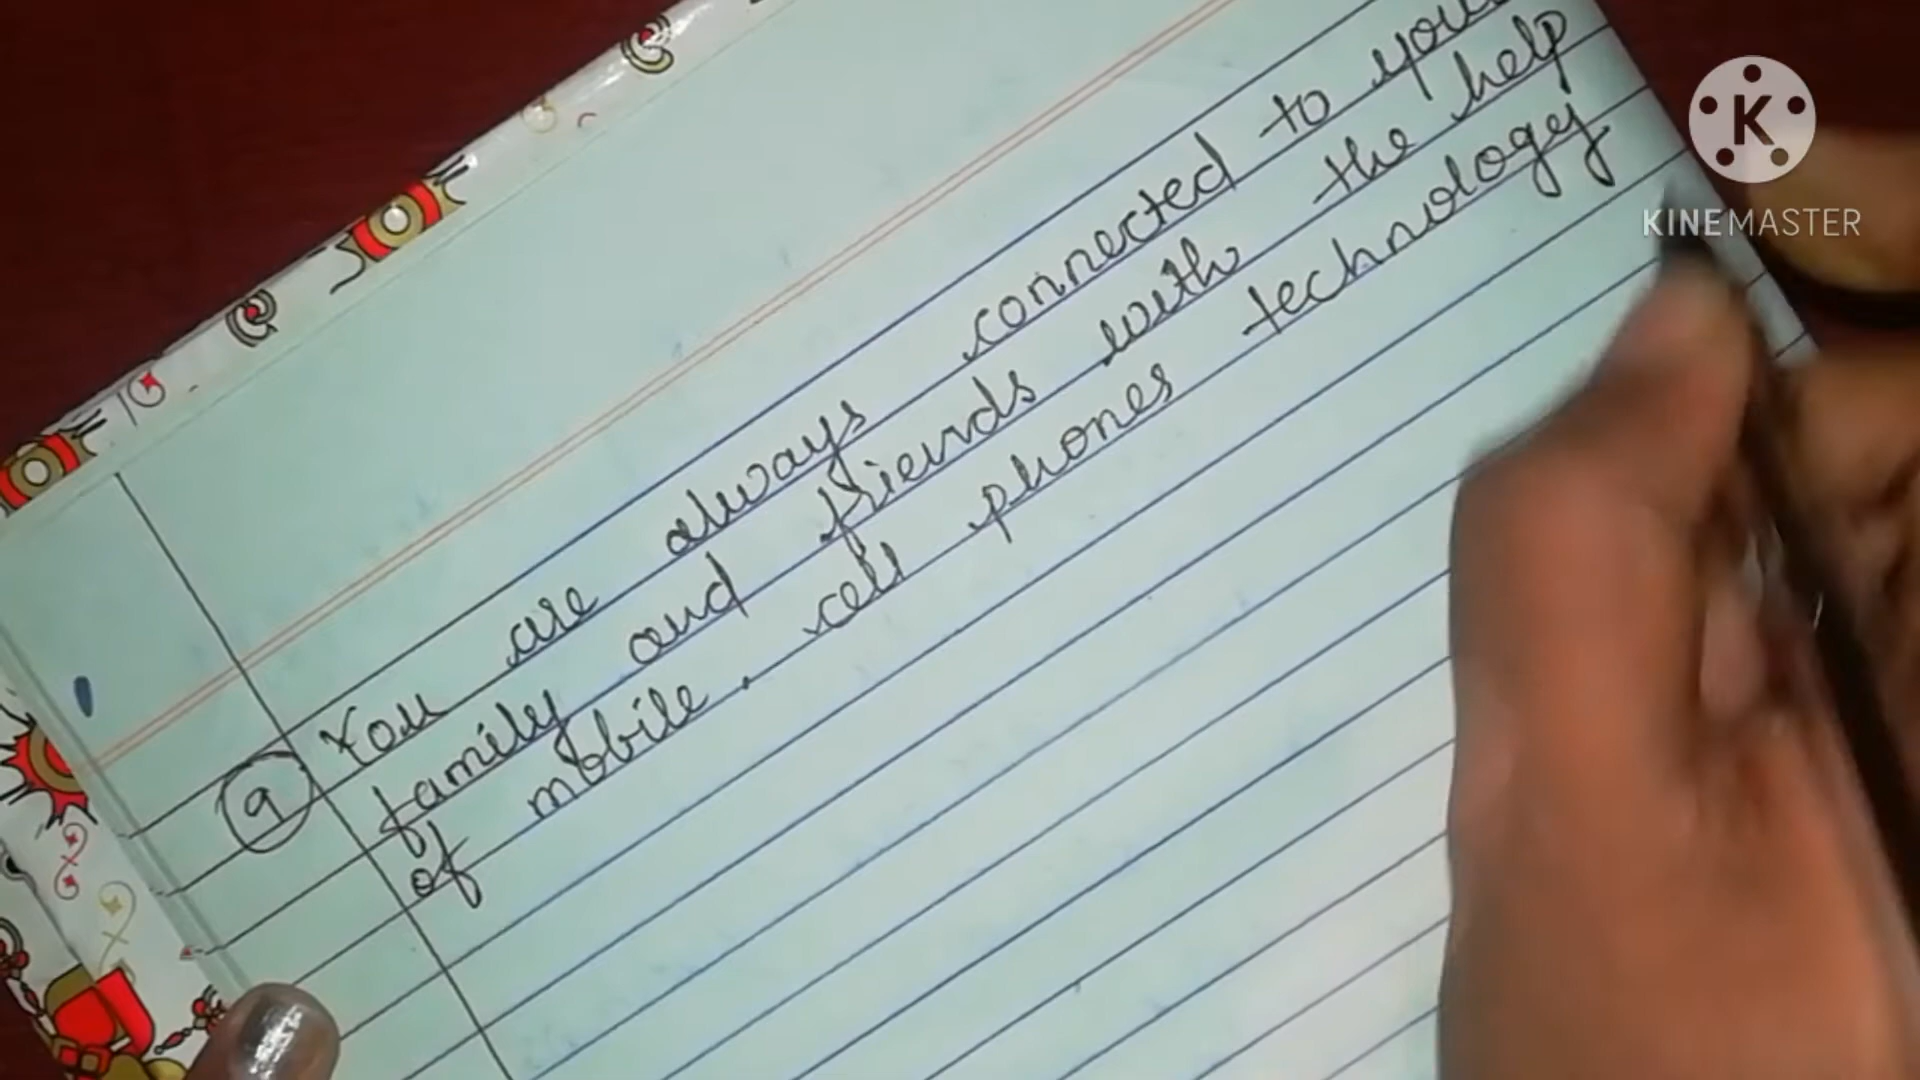 9 You are always connected to your
family and friends with the help
of mobile. cell phones technology
K
KINEMASTER